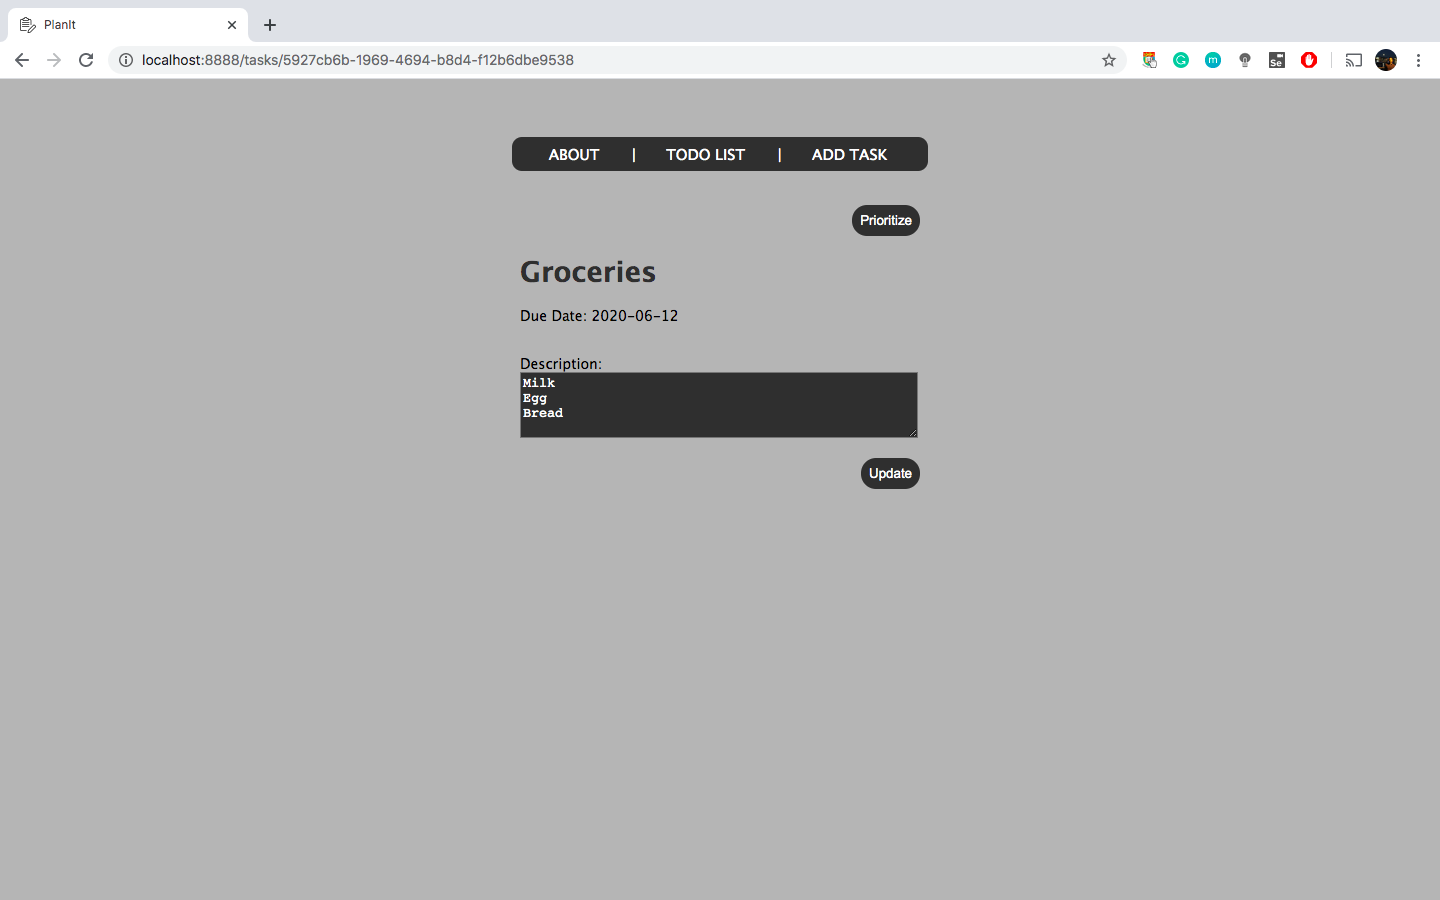 PlanIt
localhost:8888/tasks/5927cb6b-1969-4694-b8d4-f12b6dbe9538
Se
m
ABOUT | TODO LIST | ADD TASK
Prioritize
Groceries
Due Date: 2020-06-12
Description:
Milk
Egg
Bread
Update